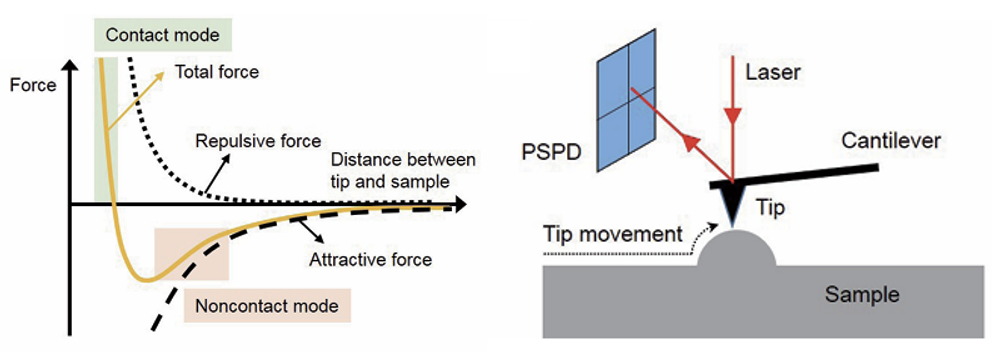 Contact mode
Force
Total force
Repulsive force
Distance between
tip and sample
Attractive force
Noncontact mode
Laser
PSPD
Cantilever
Tip
Tip movement
Sample